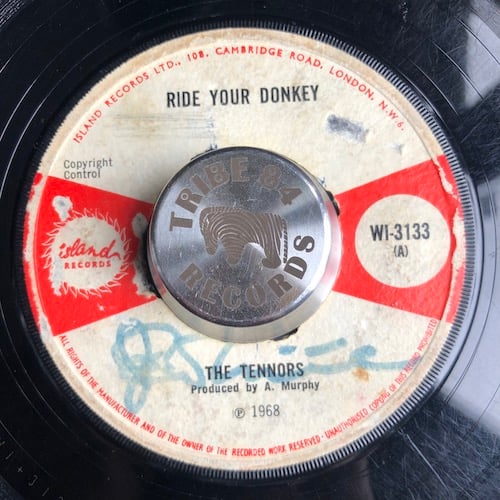 ISLAND RECORDS LTD., 108, CAMBRIDGE ROAD, LONDON, N.W.6.
RIDE YOUR DONKEY
Copyright
Control
TRIBE 84
RECORDS
island
RECORDS
WI-3133
(A)
THE TENNORS
Produced by A. Murphy
℗ 1968
ALL RIGHTS OF THE MANUFACTURER AND OF THE OWNER OF THE RECORDED WORK RESERVED - UNAUTHORISED COPYING OF THIS RECORD PROHIBITED